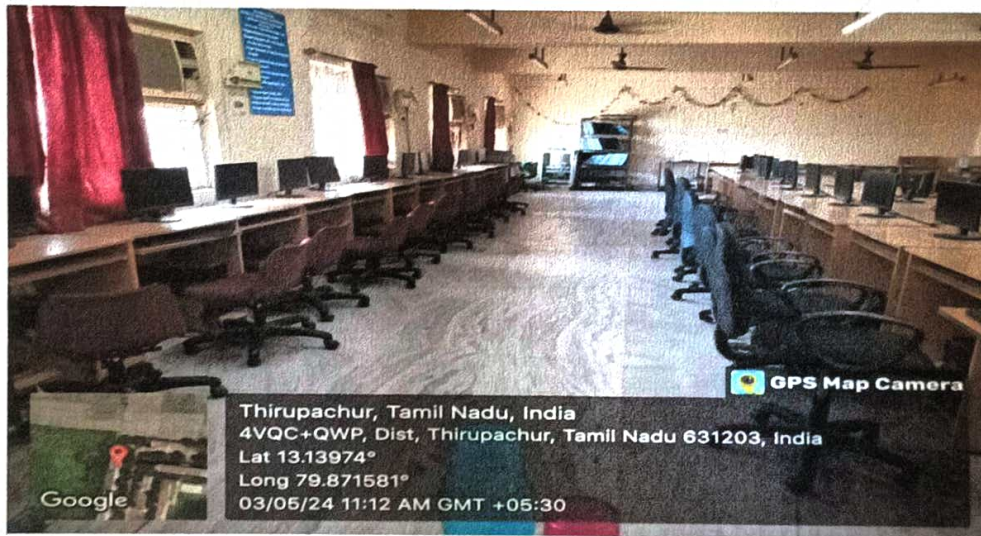 GPS Map Camera
Thirupachur, Tamil Nadu, India
4VQC+QWP, Dist, Thirupachur, Tamil Nadu 631203, India
Lat 13.13974°
Long 79.871581°
03/05/24 11:12 AM GMT +05:30
Google